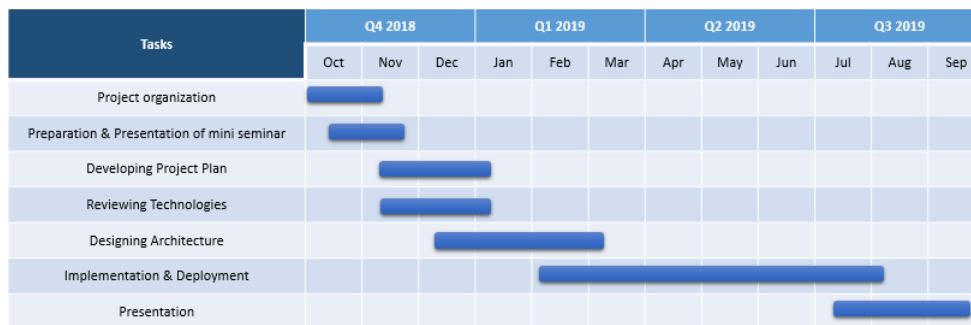 Tasks
Q4 2018 Q1 2019 Q2 2019 Q3 2019
Oct Nov Dec Jan Feb Mar Apr May Jun Jul Aug Sep
Project organization
Preparation & Presentation of mini seminar
Developing Project Plan
Reviewing Technologies
Designing Architecture
Implementation & Deployment
Presentation